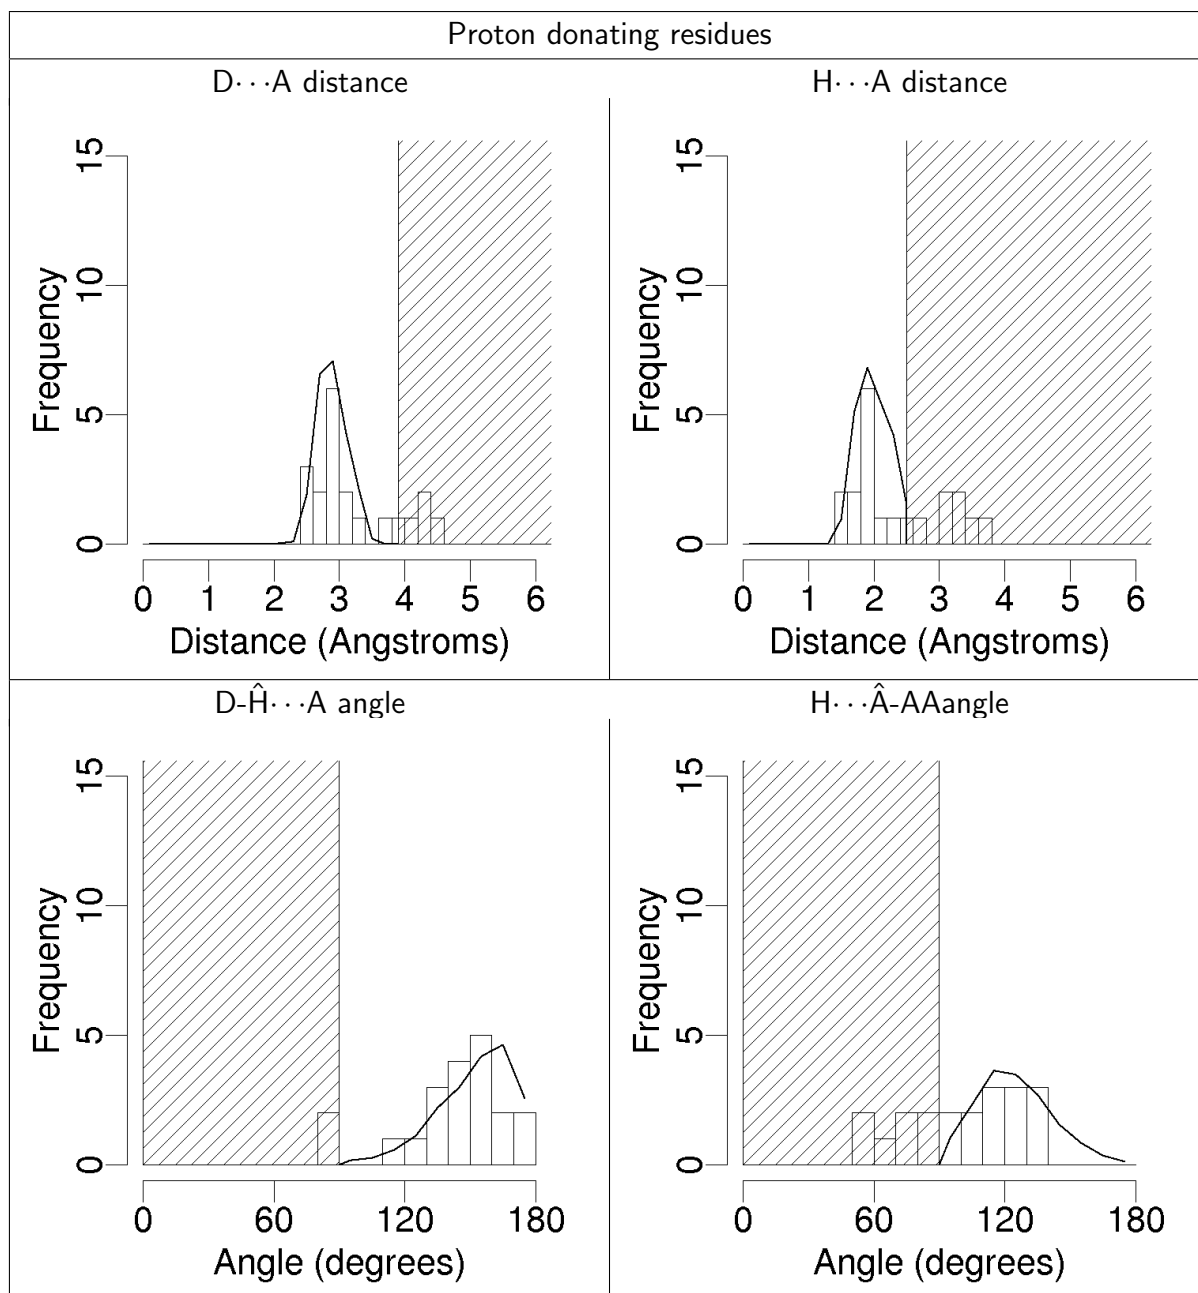 Proton donating residues
D···A distance
H···A distance
15
10
5
0
Frequency
0 1 2 3 4 5 6
Distance (Angstroms)
15
10
5
0
Frequency
0 1 2 3 4 5 6
Distance (Angstroms)
D-Ĥ···A angle
H···Â-AAangle
15
10
5
0
Frequency
0 60 120 180
Angle (degrees)
15
10
5
0
Frequency
0 60 120 180
Angle (degrees)